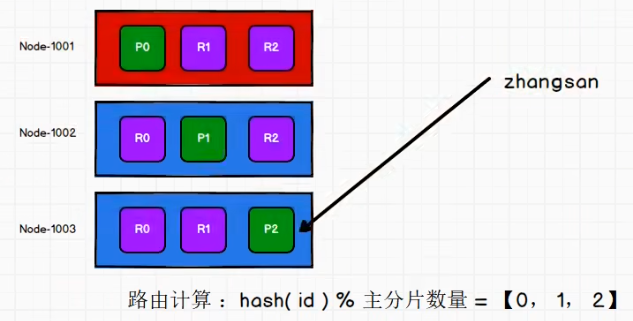 Node-1001 P0 R1 R2
zhangsan
Node-1002 R0 P1 R2
Node-1003 R0 R1 P2
路由计算：hash( id ) % 主分片数量 = 【0， 1， 2】